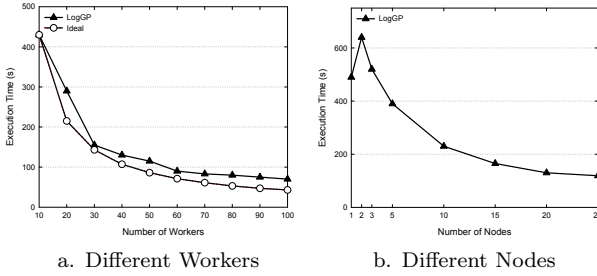 500
400
300
200
100
0
LogGP
Ideal
Execution Time (s)
10 20 30 40 50 60 70 80 90 100
Number of Workers
a. Different Workers
600
400
200
0
LogGP
Execution Time (s)
1 2 3 5 10 15 20
Number of Nodes
b. Different Nodes